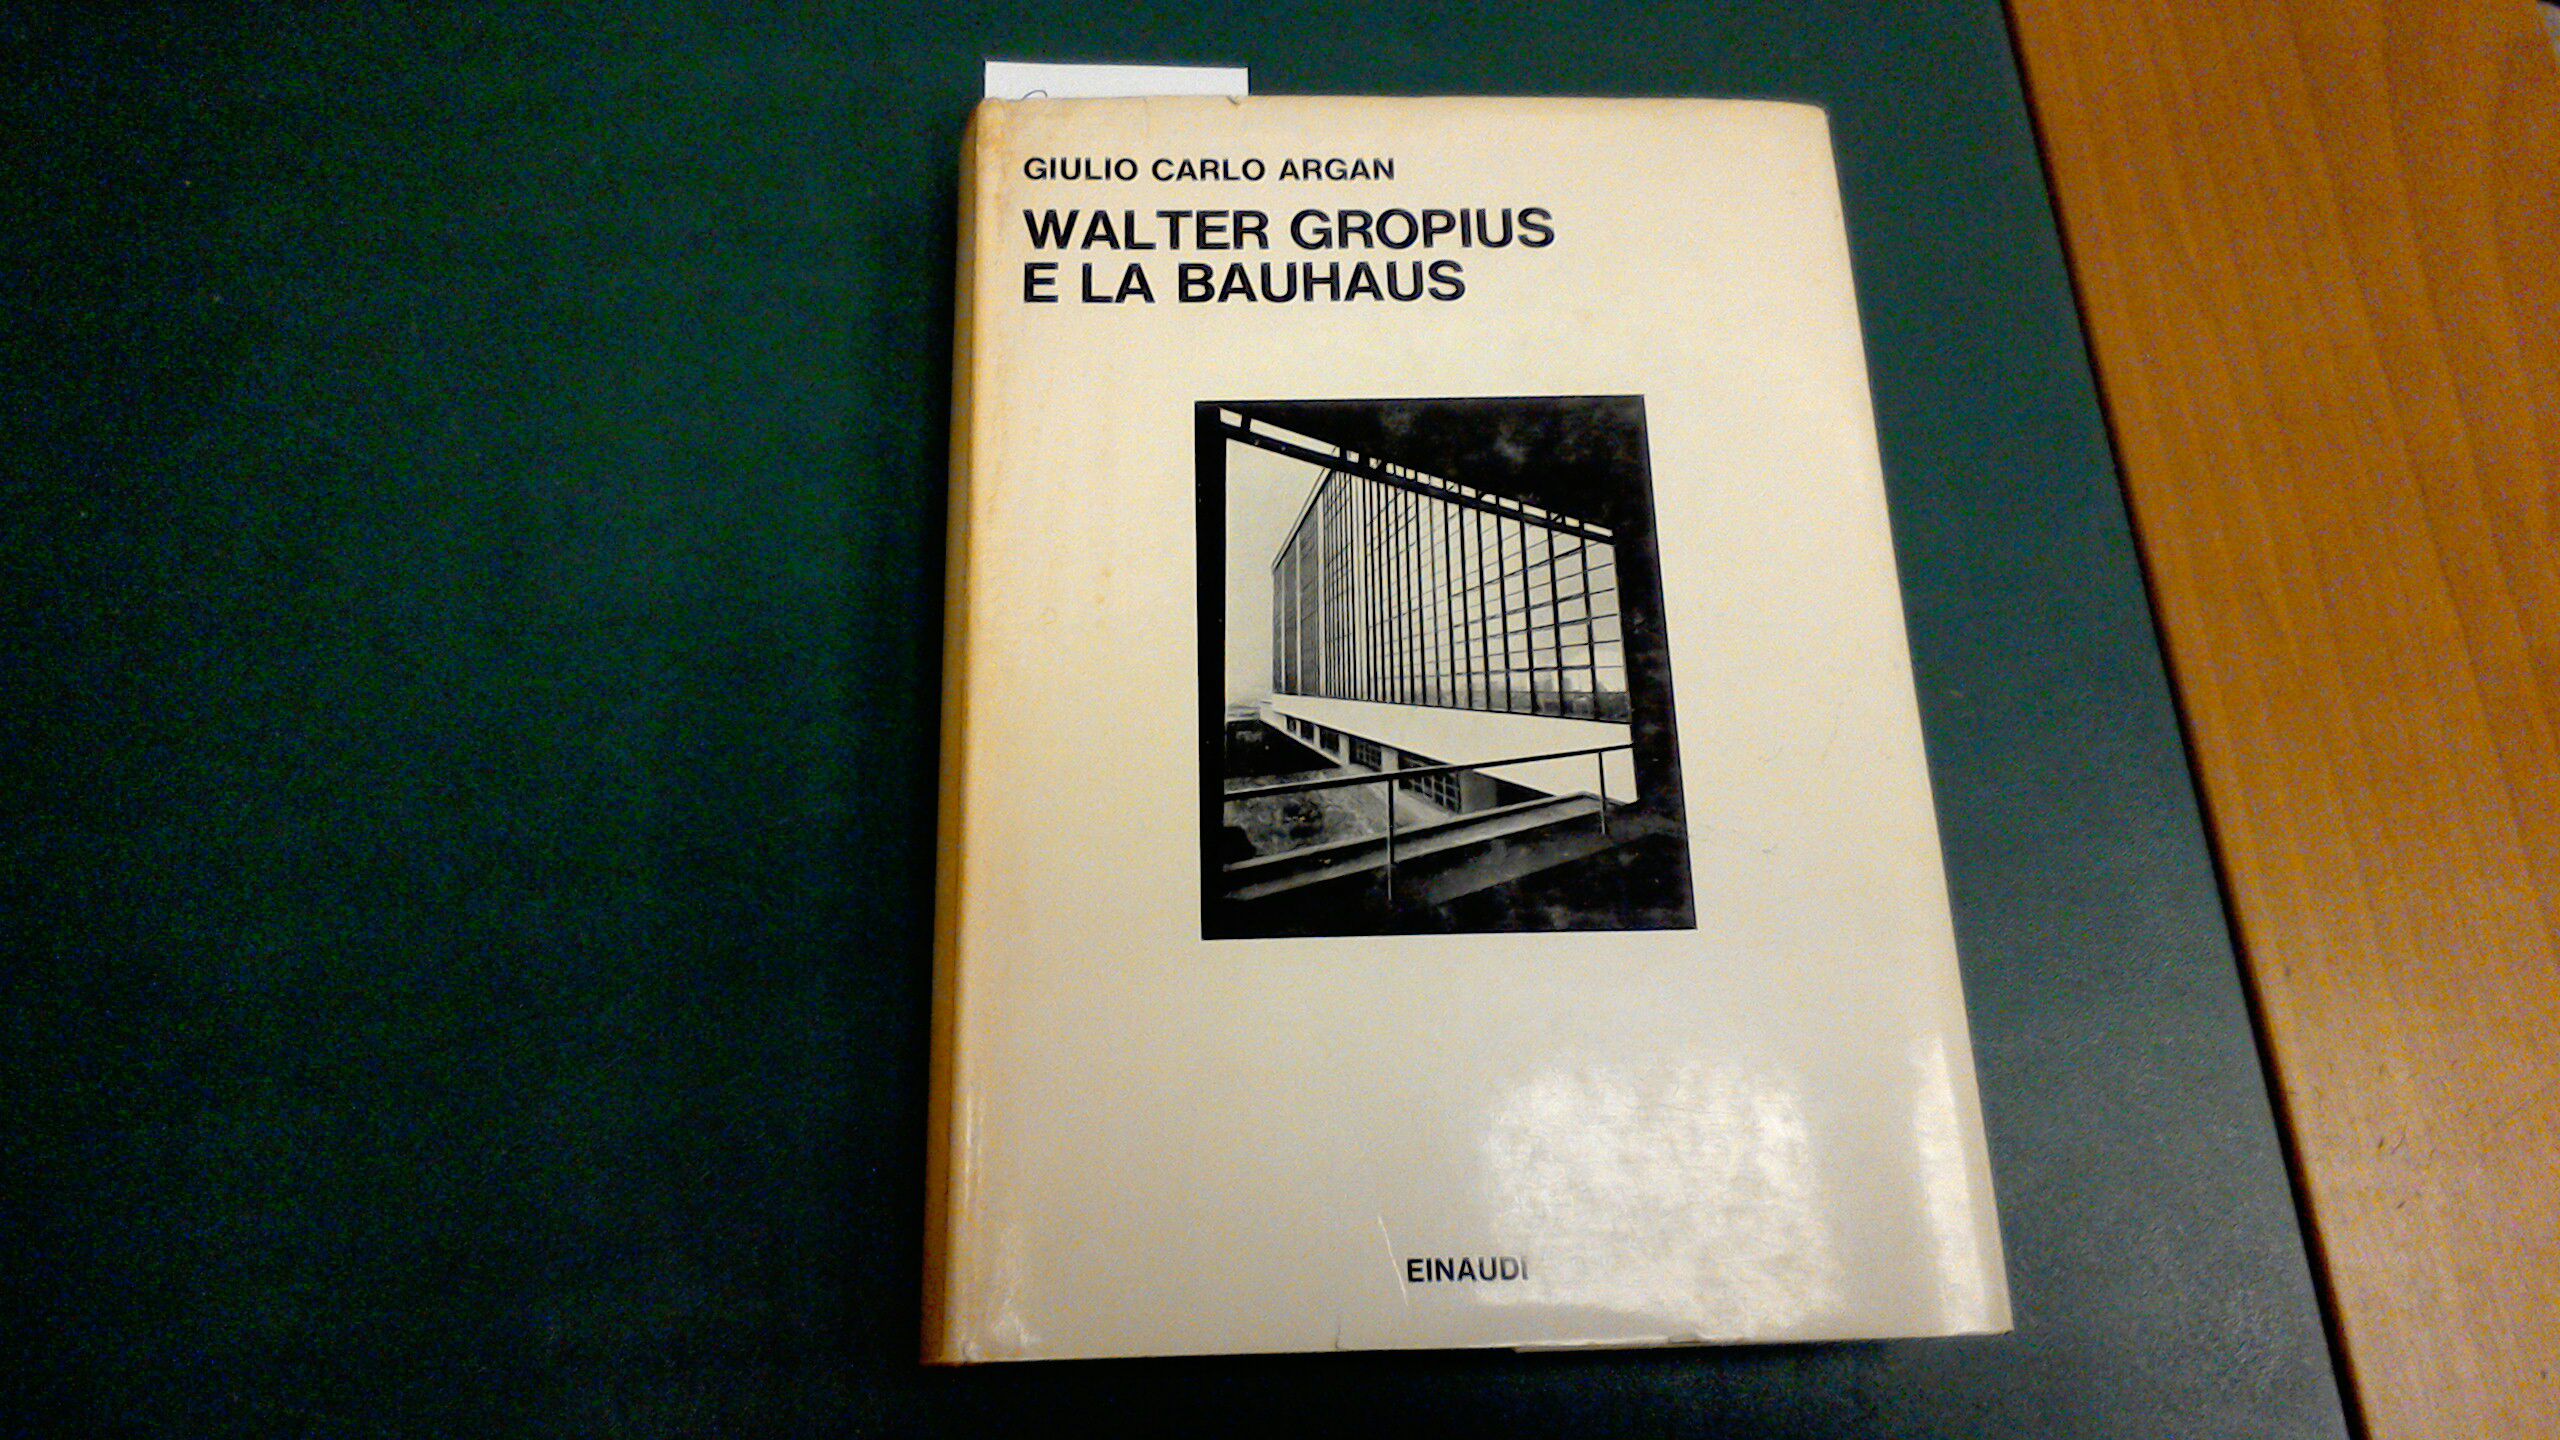 GIULIO CARLO ARGAN
WALTER GROPIUS
E LA BAUHAUS
EINAUDI